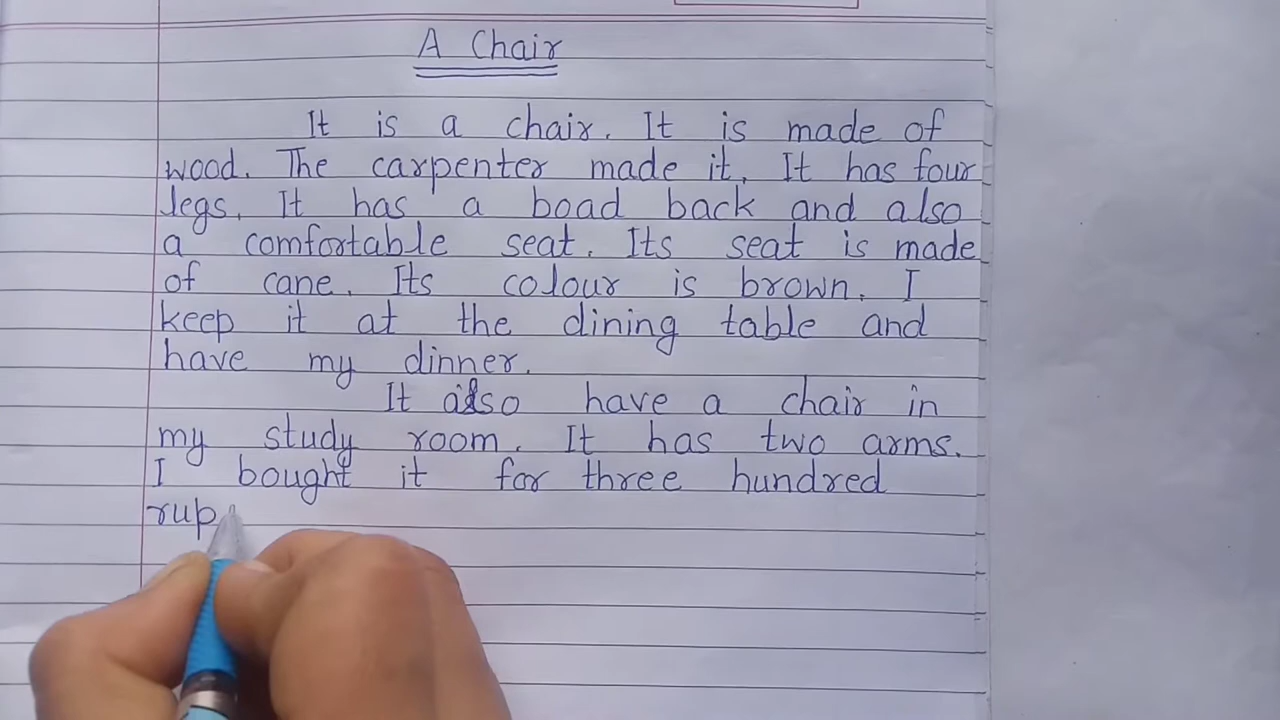 A Chair
It is a chair. It is made of
wood. The carpenter made it. It has four
legs. It has a boad back and also
a comfortable seat. Its seat is made
of cane. Its colour is brown. I
keep it at the dining table and
have my dinner.
It also have a chair in
my study room. It has two arms.
I bought it for three hundred
rup